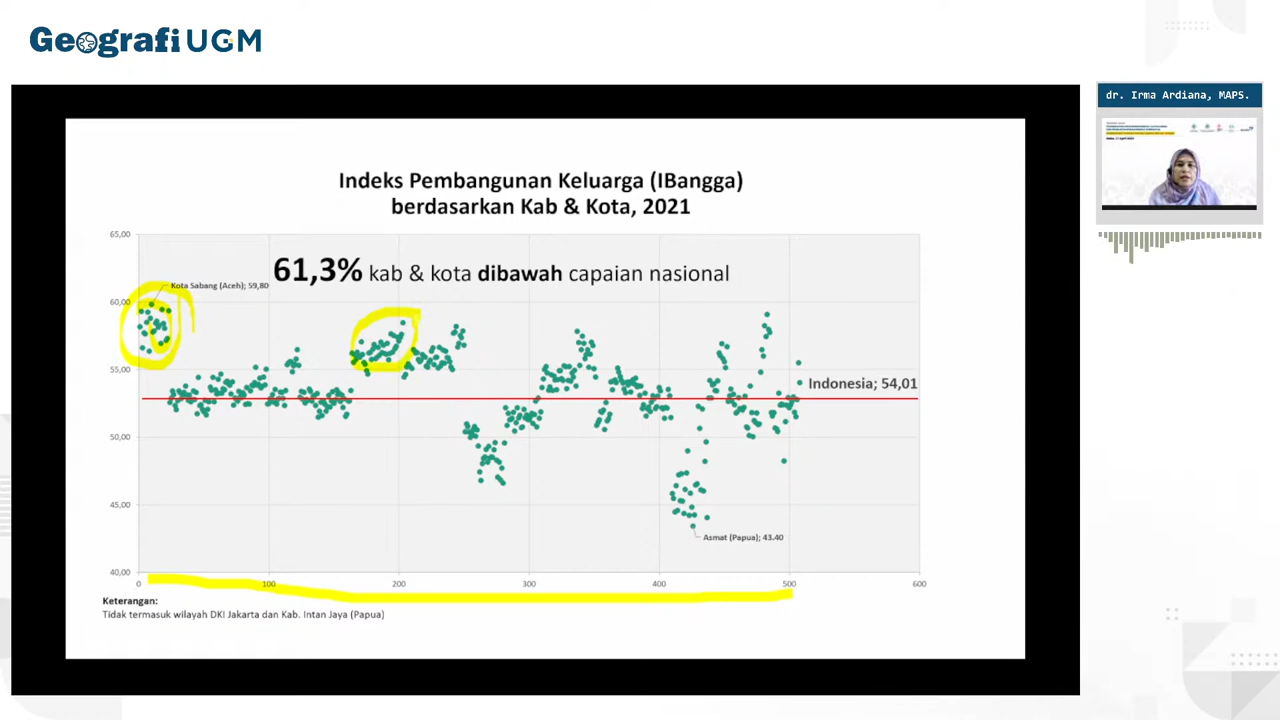 Geografi UGM
dr. Irma Ardiana, MAPS.
Indeks Pembangunan Keluarga (IBangga)
berdasarkan Kab & Kota, 2021
61,3% kab & kota dibawah capaian nasional
Kota Sabang (Aceh); 59,80
65,00
60,00
55,00
50,00
45,00
40,00
Indonesia; 54,01
Asmat (Papua); 43.40
0 100 200 300 400 500 600
Keterangan:
Tidak termasuk wilayah DKI Jakarta dan Kab. Intan Jaya (Papua)